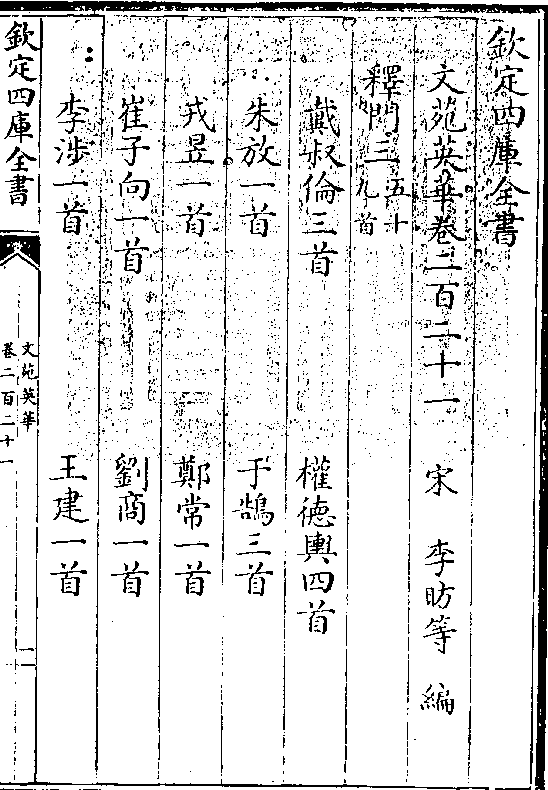 欽定四庫全書
文苑英華卷二百二十一 宋 李昉等 編
釋門三五十九首
戴叔倫三首 權德輿四首
朱放一首 于鵠三首
戎昱一首 鄭常一首
崔子向一首 劉商一首
李涉一首 王建一首
欽定四庫全書
文苑英華
卷二百二十一